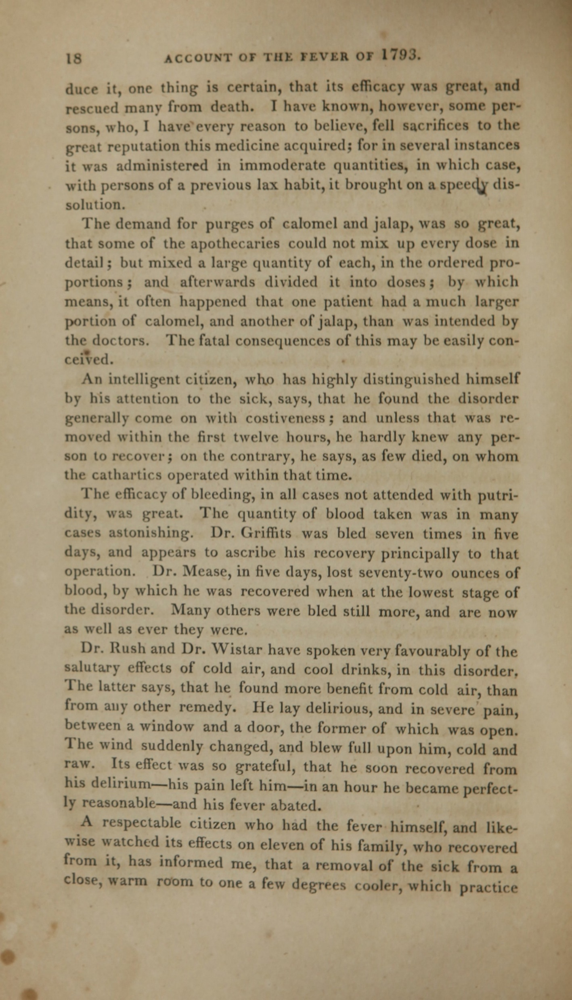 18 ACCOUNT OF THE FEVER OF 1793.
duce it, one thing is certain, that its efficacy was great, and
rescued many from death. I have known, however, some per-
sons, who, I have every reason to believe, fell sacrifices to the
great reputation this medicine acquired; for in several instances
it was administered in immoderate quantities, in which case,
with persons of a previous lax habit, it brought on a speedy dis-
solution.
The demand for purges of calomel and jalap, was so great,
that some of the apothecaries could not mix up every dose in
detail; but mixed a large quantity of each, in the ordered pro-
portions; and afterwards divided it into doses; by which
means, it often happened that one patient had a much larger
portion of calomel, and another of jalap, than was intended by
the doctors. The fatal consequences of this may be easily con-
ceived.
An intelligent citizen, who has highly distinguished himself
by his attention to the sick, says, that he found the disorder
generally come on with costiveness; and unless that was re-
moved within the first twelve hours, he hardly knew any per-
son to recover; on the contrary, he says, as few died, on whom
the cathartics operated within that time.
The efficacy of bleeding, in all cases not attended with putri-
dity, was great. The quantity of blood taken was in many
cases astonishing. Dr. Griffits was bled seven times in five
days, and appears to ascribe his recovery principally to that
operation. Dr. Mease, in five days, lost seventy-two ounces of
blood, by which he was recovered when at the lowest stage of
the disorder. Many others were bled still more, and are now
as well as ever they were.
Dr. Rush and Dr. Wistar have spoken very favourably of the
salutary effects of cold air, and cool drinks, in this disorder.
The latter says, that he found more benefit from cold air, than
from any other remedy. He lay delirious, and in severe pain,
between a window and a door, the former of which was open.
The wind suddenly changed, and blew full upon him, cold and
raw. Its effect was so grateful, that he soon recovered from
his delirium—his pain left him—in an hour he became perfect-
ly reasonable—and his fever abated.
A respectable citizen who had the fever himself, and like-
wise watched its effects on eleven of his family, who recovered
from it, has informed me, that a removal of the sick from a
close, warm room to one a few degrees cooler, which practice